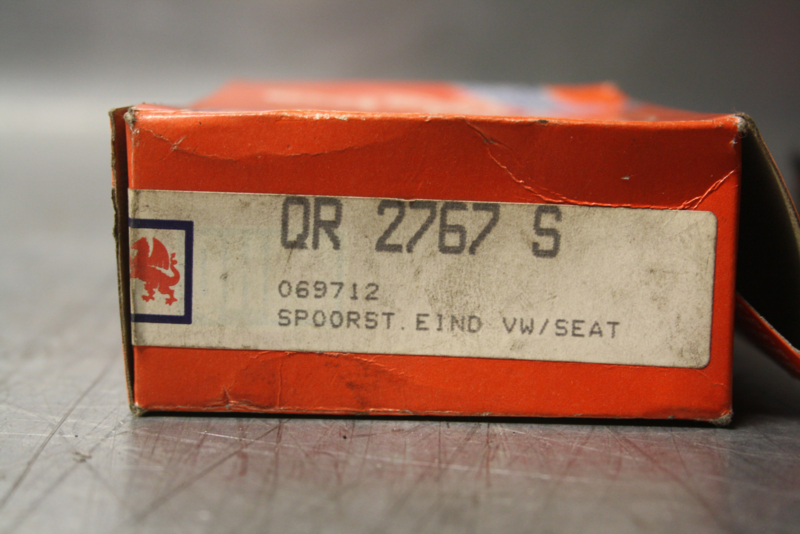 QR 2767 S
069712
SPOORST. EIND VW/SEAT